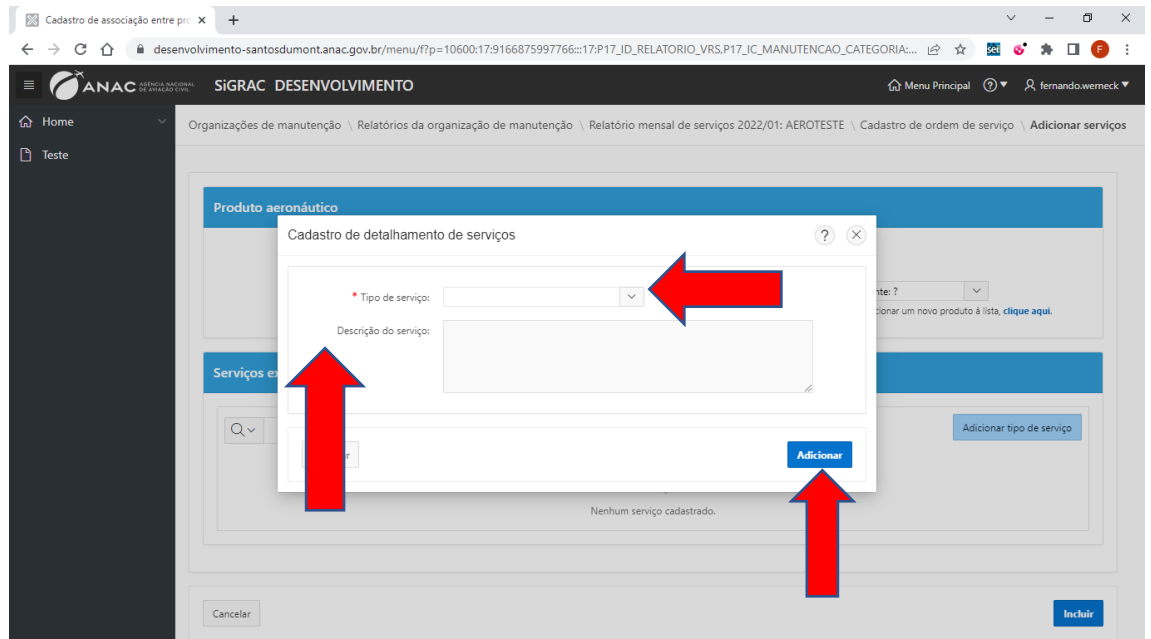 Cadastro de associação entre pro
desenvolvimento-santosdumont.anac.gov.br/menu/f?p=10600:17:9166875997766:::17:P17_ID_RELATORIO_VRS,P17_IC_MANUTENCAO_CATEGORIA:...
sei!
F
ANAC AGÊNCIA NACIONAL DE AVIAÇÃO CIVIL
SiGRAC DESENVOLVIMENTO
Menu Principal
fernando.werneck
Home
Organizações de manutenção \ Relatórios da organização de manutenção \ Relatório mensal de serviços 2022/01: AEROTESTE \ Cadastro de ordem de serviço \ Adicionar serviços
Teste
Produto aeronáutico
Cadastro de detalhamento de serviços
?
* Tipo de serviço:
nte: ?
cionar um novo produto à lista, clique aqui.
Descrição do serviço:
Serviços ex
Adicionar tipo de serviço
r
Adicionar
Nenhum serviço cadastrado.
Cancelar
Incluir